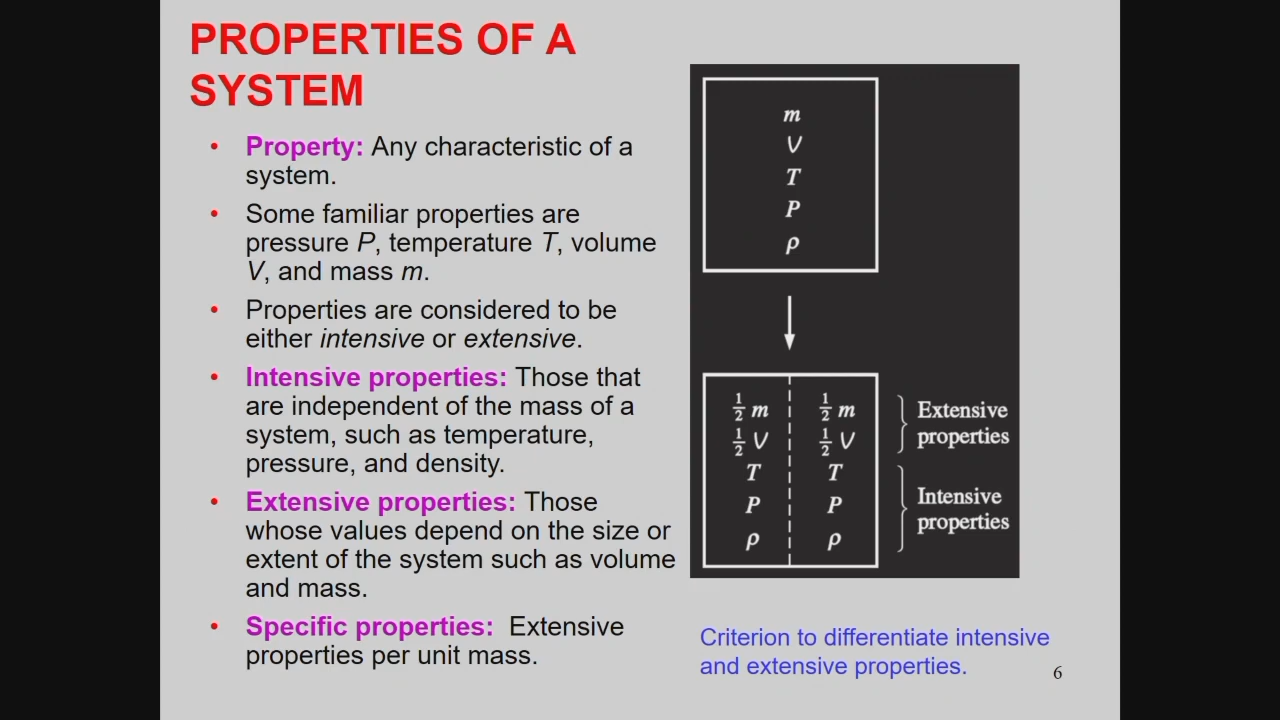 PROPERTIES OF A
SYSTEM
• Property: Any characteristic of a
system.
• Some familiar properties are
pressure P, temperature T, volume
V, and mass m.
• Properties are considered to be
either intensive or extensive.
• Intensive properties: Those that
are independent of the mass of a
system, such as temperature,
pressure, and density.
• Extensive properties: Those
whose values depend on the size or
extent of the system such as volume
and mass.
• Specific properties: Extensive
properties per unit mass.
m
V
T
P
ρ
½ m ½ m
½ V ½ V
T T
P P
ρ ρ
Extensive
properties
Intensive
properties
Criterion to differentiate intensive
and extensive properties.
6